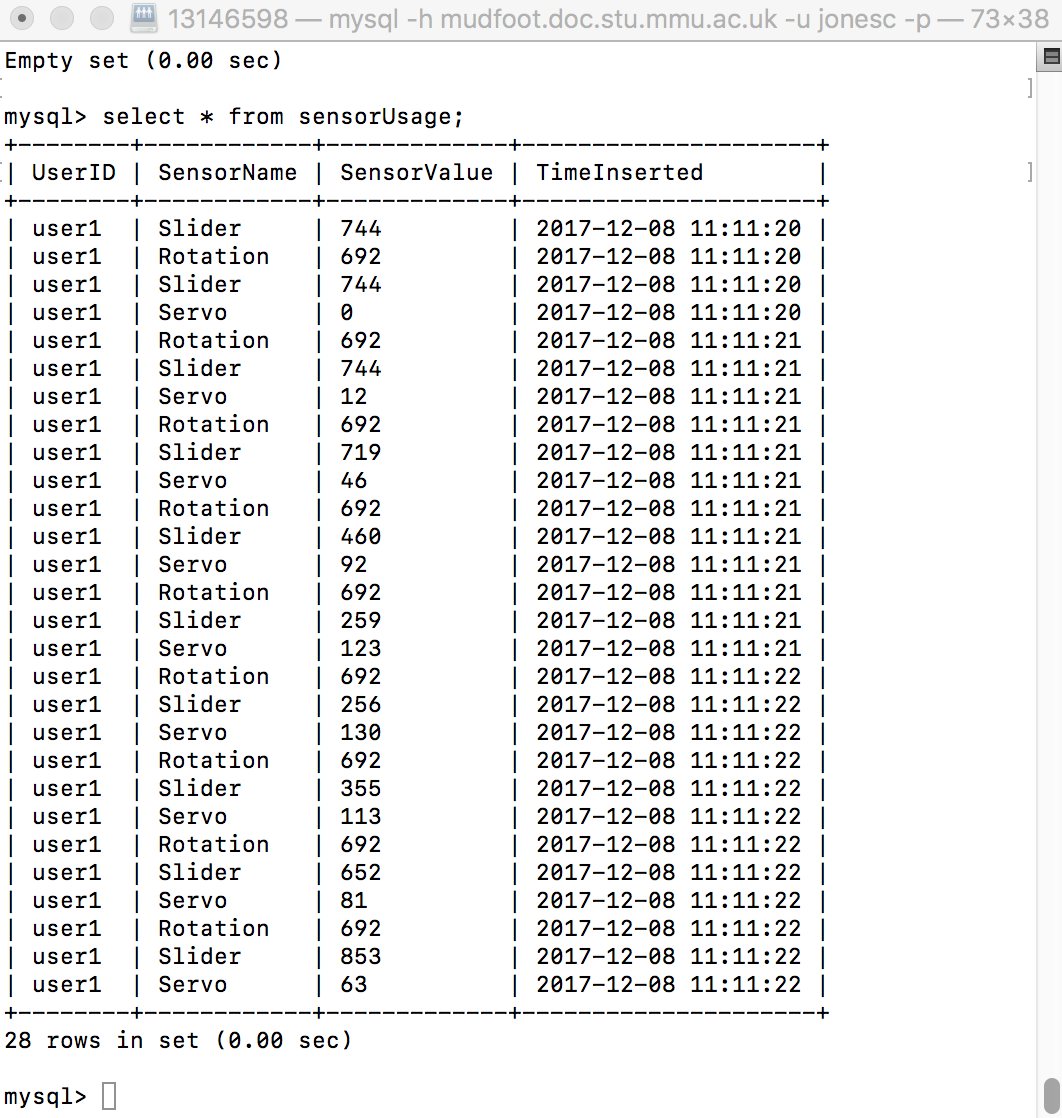 13146598 — mysql -h mudfoot.doc.stu.mmu.ac.uk -u jonesc -p — 73×38
Empty set (0.00 sec)
mysql> select * from sensorUsage;
+--------+------------+-------------+---------------------+
| UserID | SensorName | SensorValue | TimeInserted        |
+--------+------------+-------------+---------------------+
| user1  | Slider     | 744         | 2017-12-08 11:11:20 |
| user1  | Rotation   | 692         | 2017-12-08 11:11:20 |
| user1  | Slider     | 744         | 2017-12-08 11:11:20 |
| user1  | Servo      | 0           | 2017-12-08 11:11:20 |
| user1  | Rotation   | 692         | 2017-12-08 11:11:21 |
| user1  | Slider     | 744         | 2017-12-08 11:11:21 |
| user1  | Servo      | 12          | 2017-12-08 11:11:21 |
| user1  | Rotation   | 692         | 2017-12-08 11:11:21 |
| user1  | Slider     | 719         | 2017-12-08 11:11:21 |
| user1  | Servo      | 46          | 2017-12-08 11:11:21 |
| user1  | Rotation   | 692         | 2017-12-08 11:11:21 |
| user1  | Slider     | 460         | 2017-12-08 11:11:21 |
| user1  | Servo      | 92          | 2017-12-08 11:11:21 |
| user1  | Rotation   | 692         | 2017-12-08 11:11:21 |
| user1  | Slider     | 259         | 2017-12-08 11:11:21 |
| user1  | Servo      | 123         | 2017-12-08 11:11:21 |
| user1  | Rotation   | 692         | 2017-12-08 11:11:22 |
| user1  | Slider     | 256         | 2017-12-08 11:11:22 |
| user1  | Servo      | 130         | 2017-12-08 11:11:22 |
| user1  | Rotation   | 692         | 2017-12-08 11:11:22 |
| user1  | Slider     | 355         | 2017-12-08 11:11:22 |
| user1  | Servo      | 113         | 2017-12-08 11:11:22 |
| user1  | Rotation   | 692         | 2017-12-08 11:11:22 |
| user1  | Slider     | 652         | 2017-12-08 11:11:22 |
| user1  | Servo      | 81          | 2017-12-08 11:11:22 |
| user1  | Rotation   | 692         | 2017-12-08 11:11:22 |
| user1  | Slider     | 853         | 2017-12-08 11:11:22 |
| user1  | Servo      | 63          | 2017-12-08 11:11:22 |
+--------+------------+-------------+---------------------+
28 rows in set (0.00 sec)
mysql>